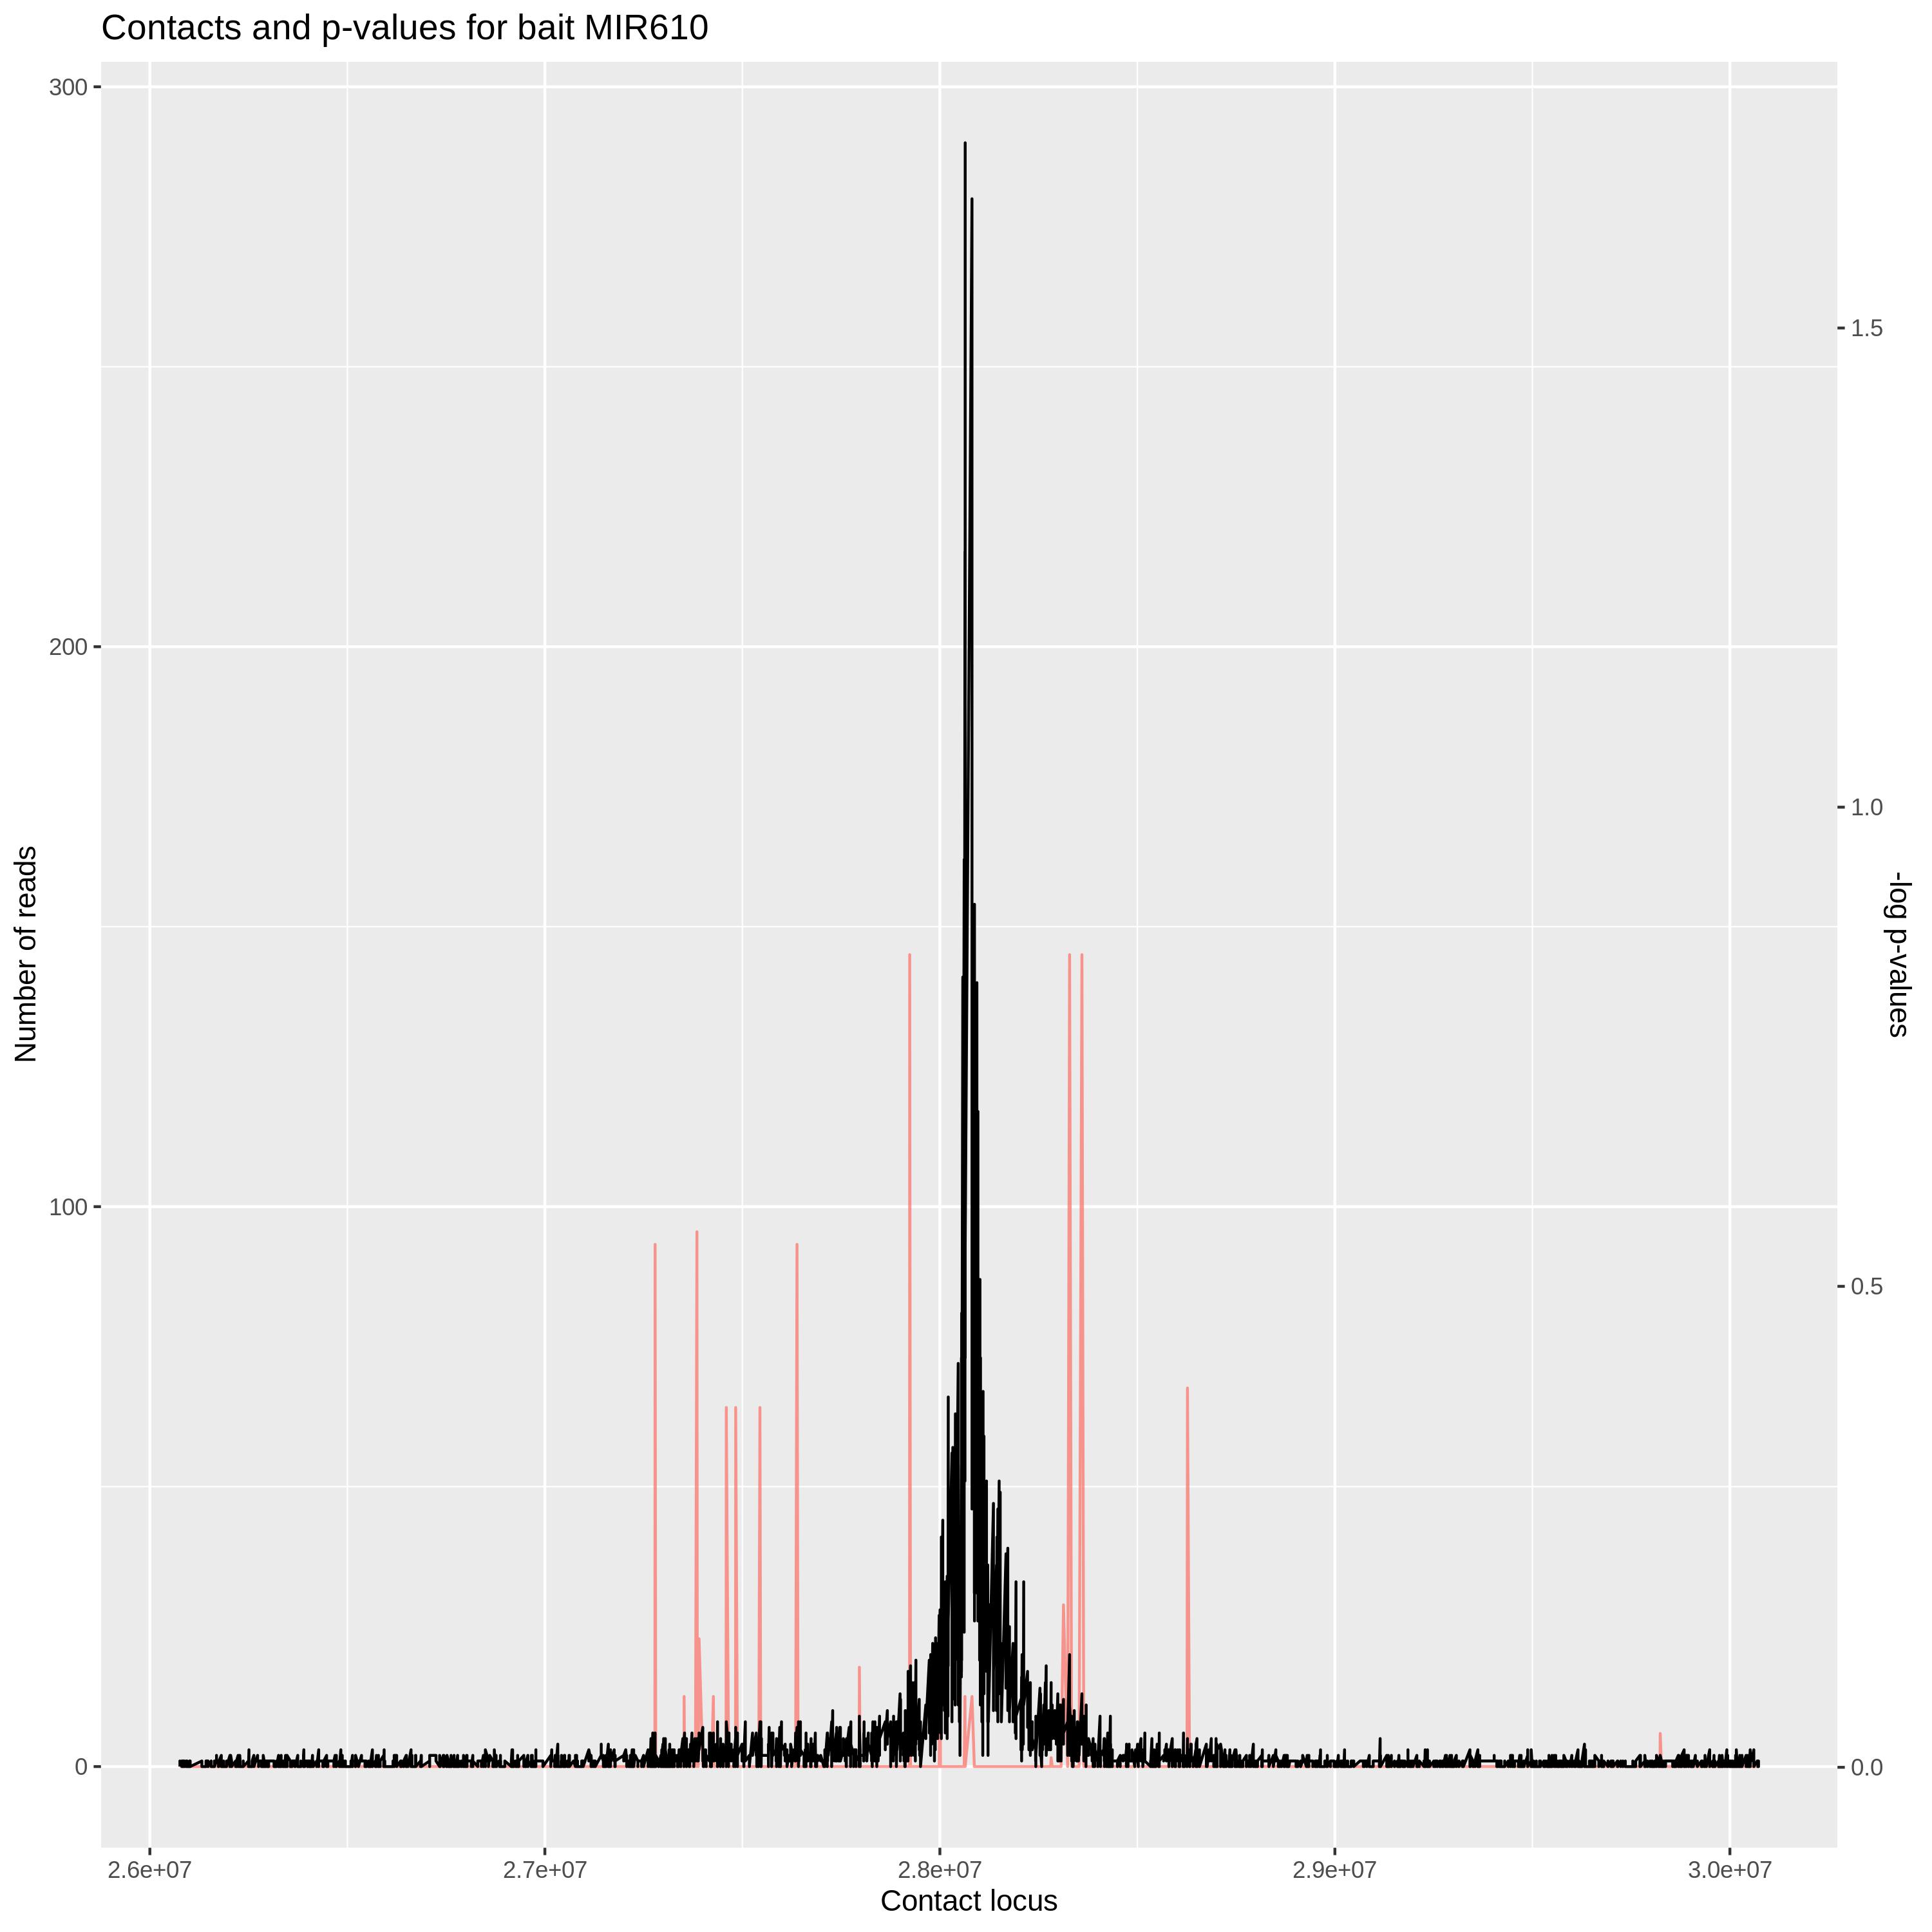 Contacts and p-values for bait MIR610
300
200
100
0
Number of reads
1.5
1.0
0.5
0.0
-log p-values
2.6e+07 2.7e+07 2.8e+07 2.9e+07 3.0e+07
Contact locus